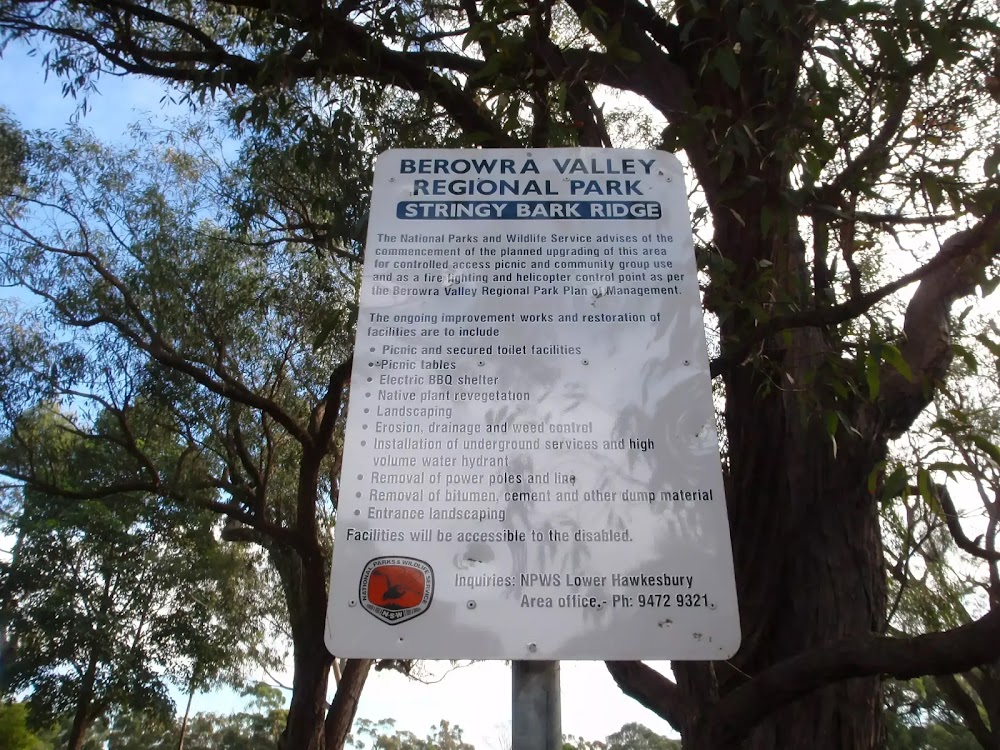 BEROWRA VALLEY
REGIONAL PARK
STRINGY BARK RIDGE
The National Parks and Wildlife Service advises of the
commencement of the planned upgrading of this area
for controlled access picnic and community group use
and as a fire fighting and helicopter control point as per
the Berowra Valley Regional Park Plan of Management.
The ongoing improvement works and restoration of
facilities are to include
• Picnic and secured toilet facilities
• Picnic tables
• Electric BBQ shelter
• Native plant revegetation
• Landscaping
• Erosion, drainage and weed control
• Installation of underground services and high
volume water hydrant
• Removal of power poles and line
• Removal of bitumen, cement and other dump material
• Entrance landscaping
Facilities will be accessible to the disabled.
NATIONAL PARKS & WILDLIFE SERVICE
NSW
Inquiries: NPWS Lower Hawkesbury
Area office.- Ph: 9472 9321.